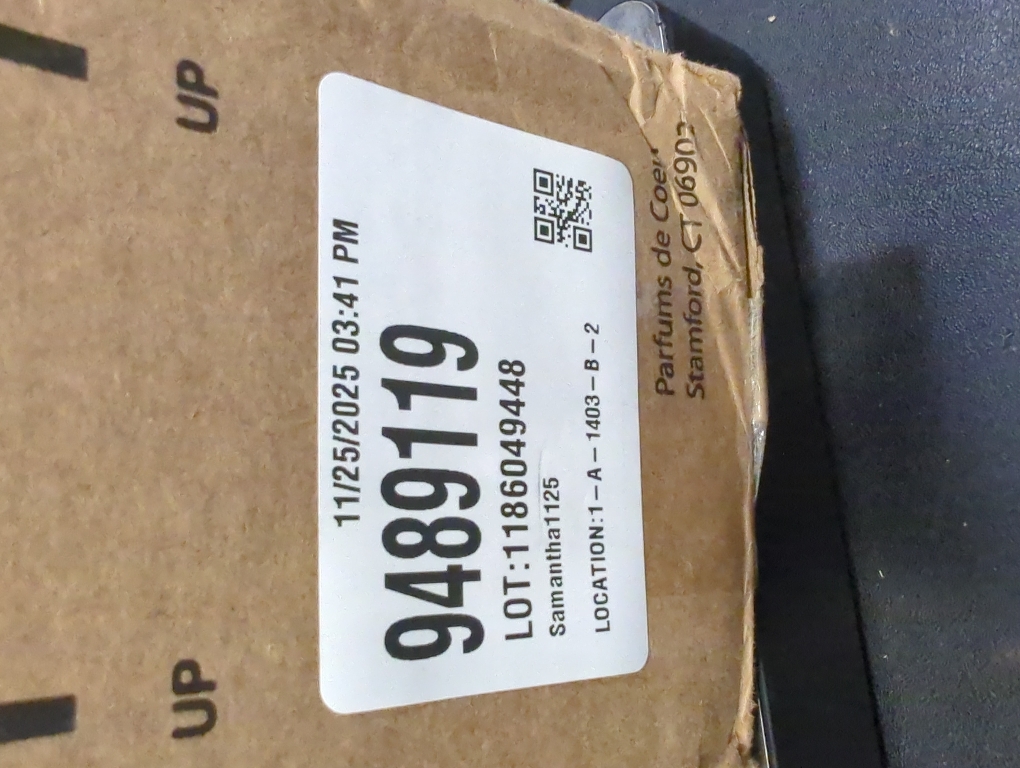 UP UP
11/25/2025 03:41 PM
9489119
LOT:1186049448
Samantha1125
LOCATION:1-A-1403-B-2
Parfums de Coeur
Stamford, CT 06902